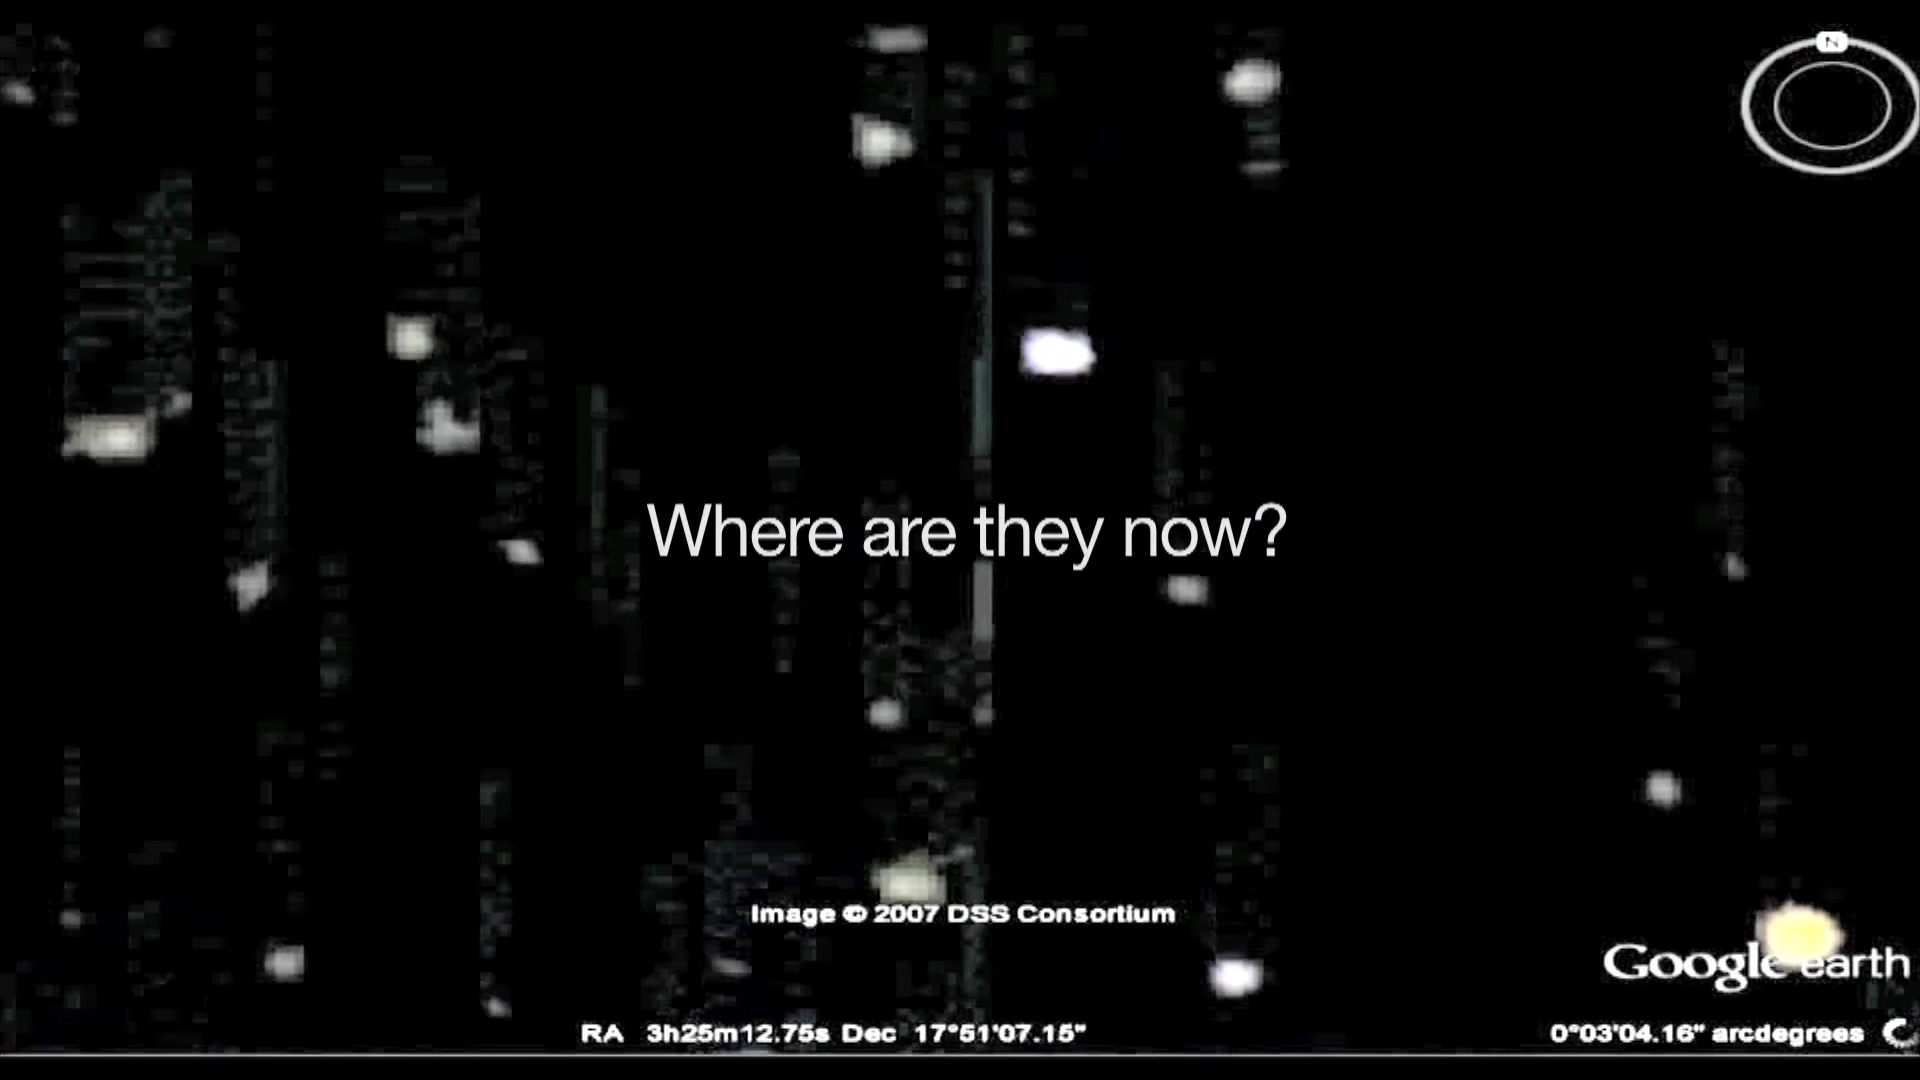 N
Where are they now?
Image © 2007 DSS Consortium
Google earth
RA 3h25m12.75s Dec 17°51'07.15" 0°03'04.16" arcdegrees